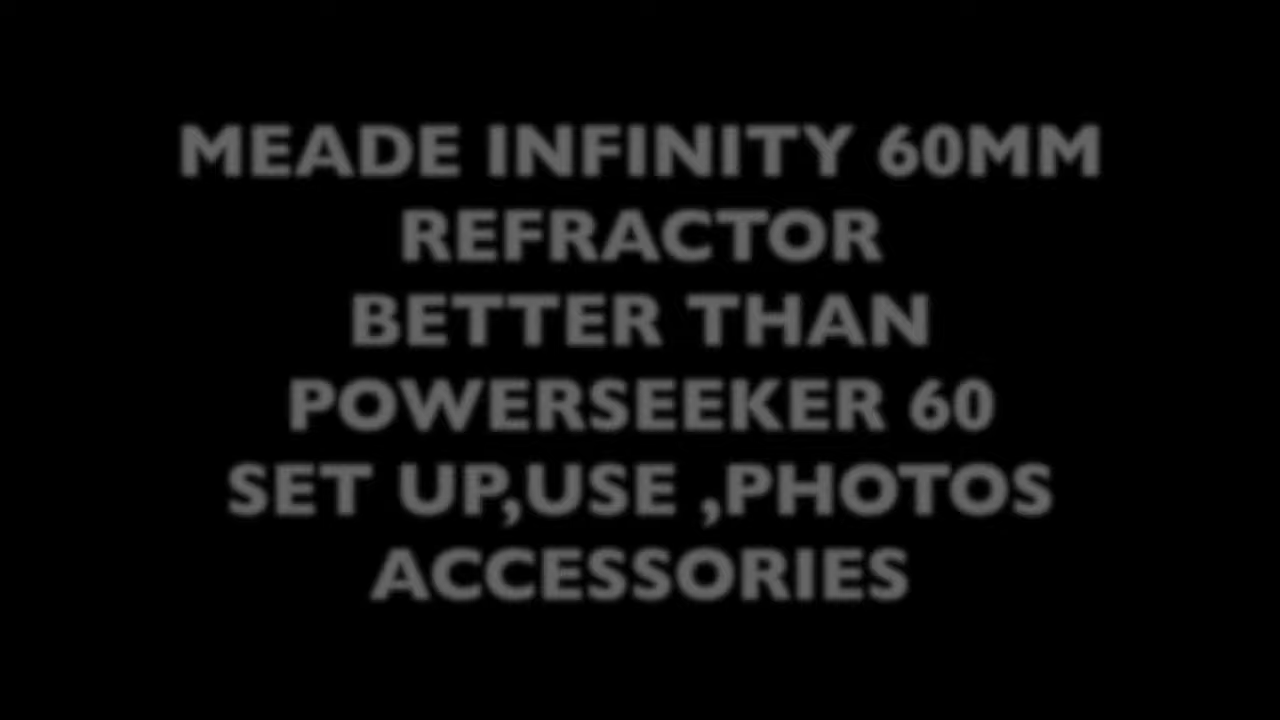 MEADE INFINITY 60MM
REFRACTOR
BETTER THAN
POWERSEEKER 60
SET UP,USE ,PHOTOS
ACCESSORIES